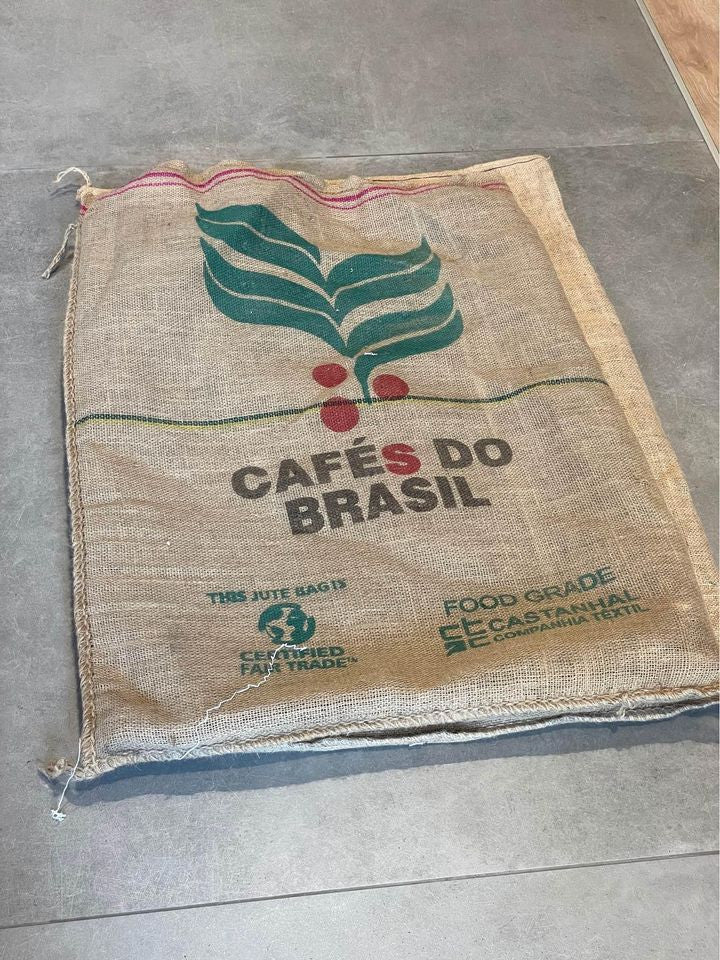 CAFÉS DO
BRASIL
THIS JUTE BAG IS
CERTIFIED
FAIR TRADE™
FOOD GRADE
CASTANHAL
COMPANHIA TEXTIL